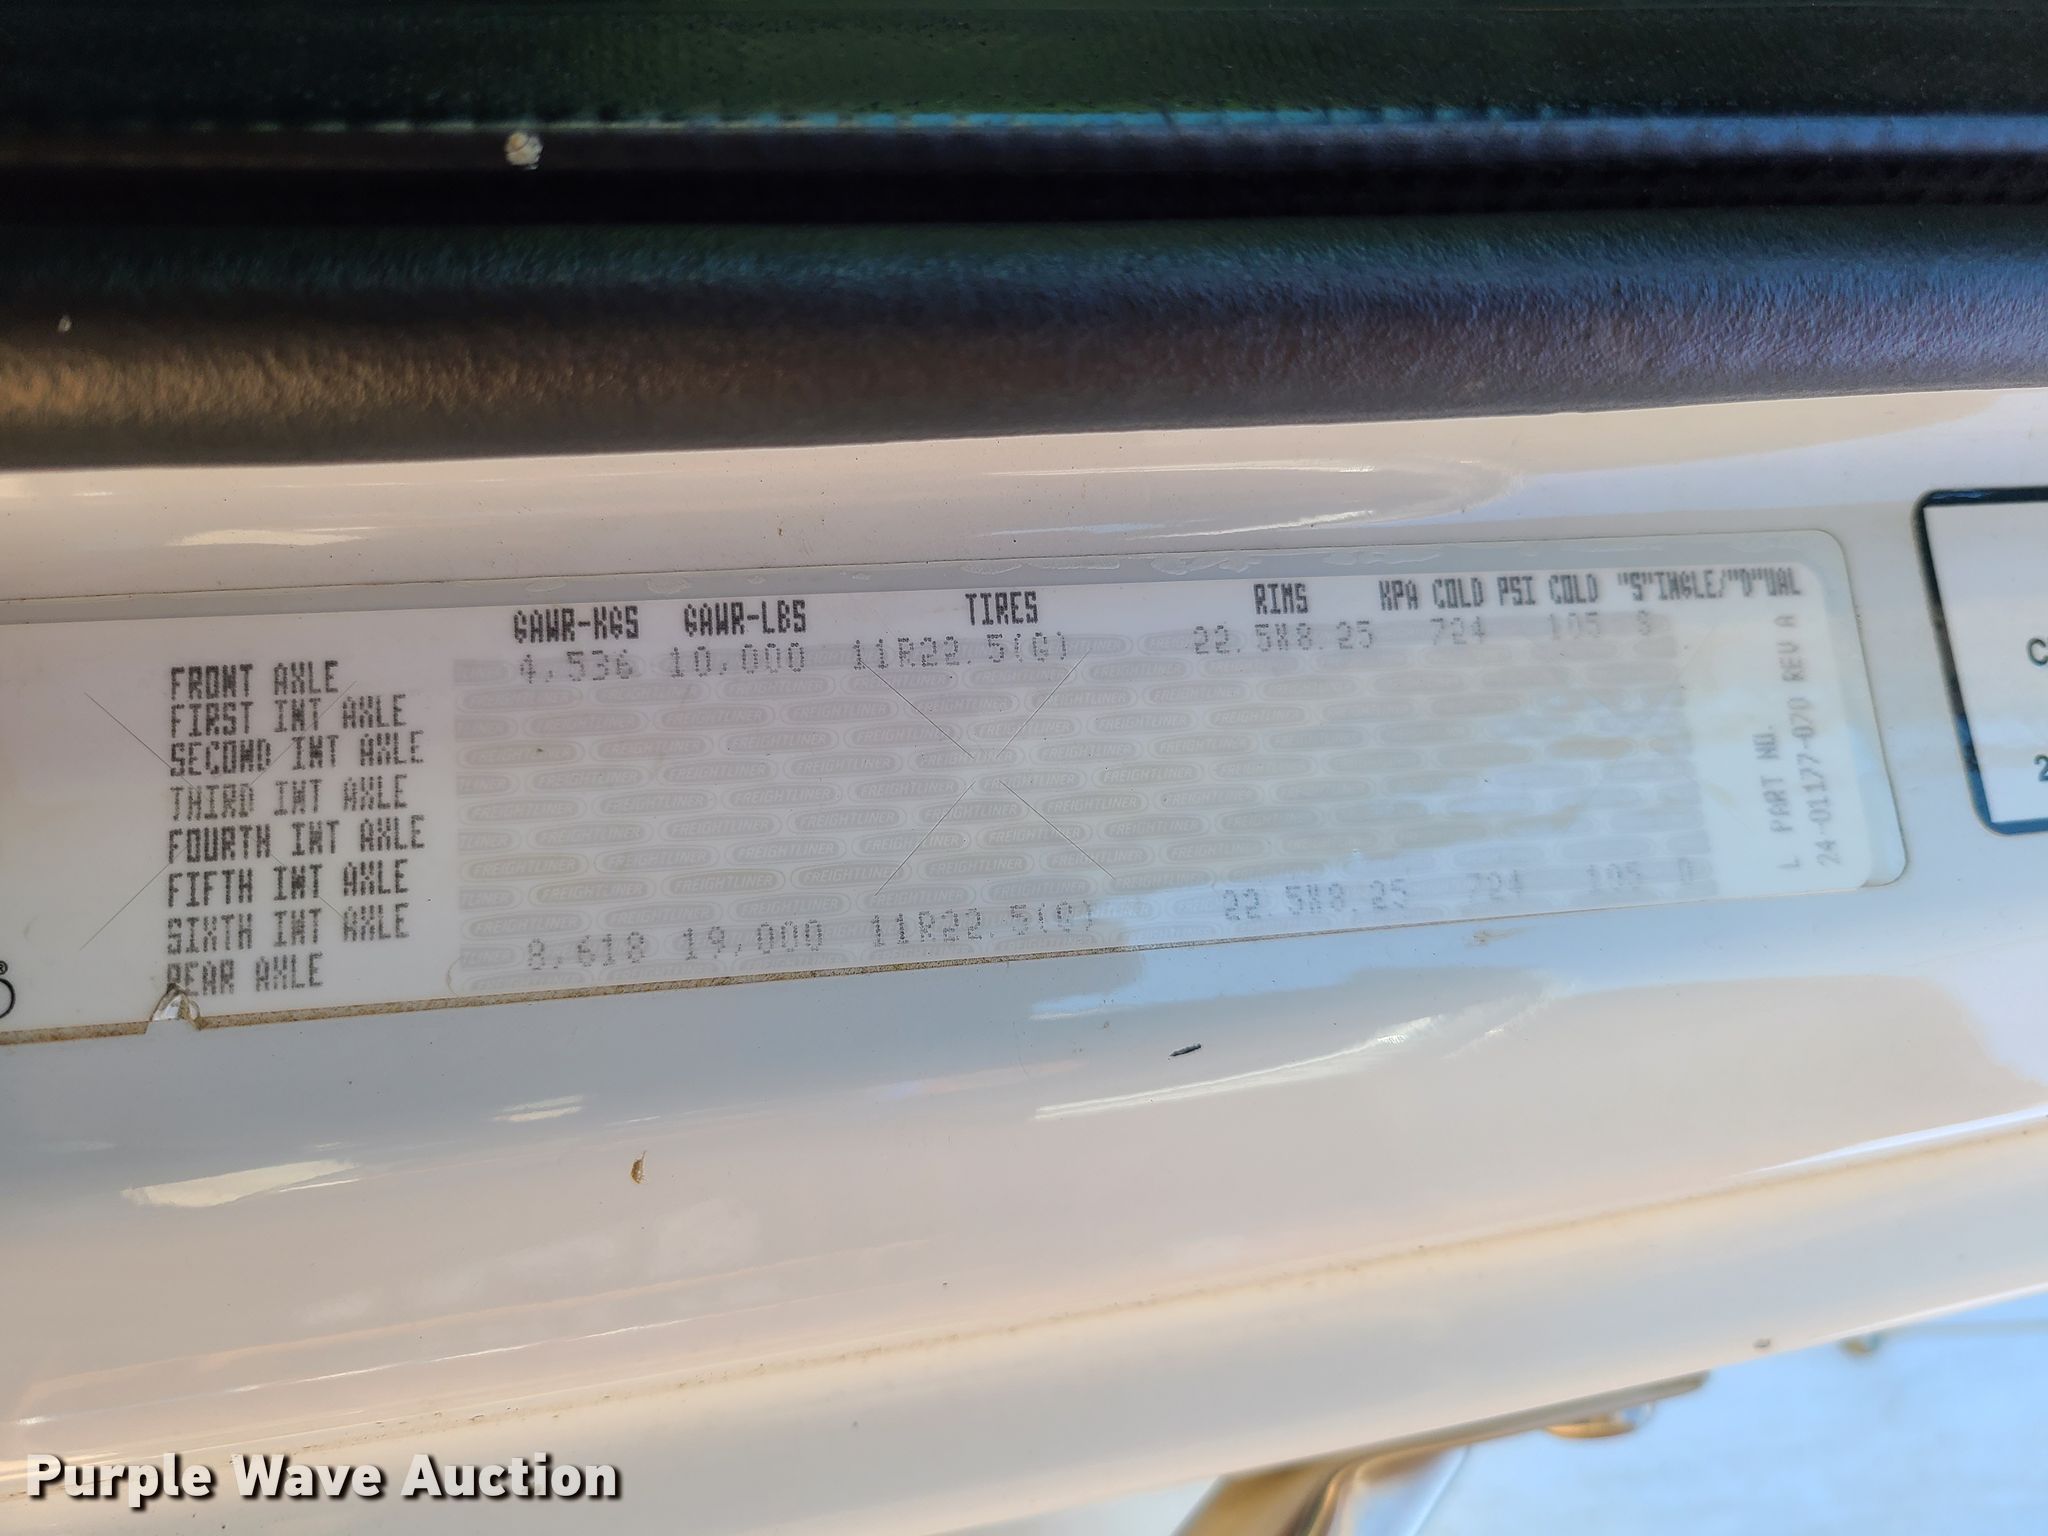 GAWR-KGS GAWR-LBS TIRES RIMS KPA COLD PSI COLD "S"INGLE/"D"UAL
FRONT AXLE 4,536 10,000 11R22.5(G) 22.5X8.25 724 105 S
FIRST INT AXLE
SECOND INT AXLE
THIRD INT AXLE
FOURTH INT AXLE
FIFTH INT AXLE
SIXTH INT AXLE
REAR AXLE 8,618 19,000 11R22.5(G) 22.5X8.25 724 105 D
FREIGHTLINER
L PART NO.
24-01177-070 REV A
C
2
Purple Wave Auction